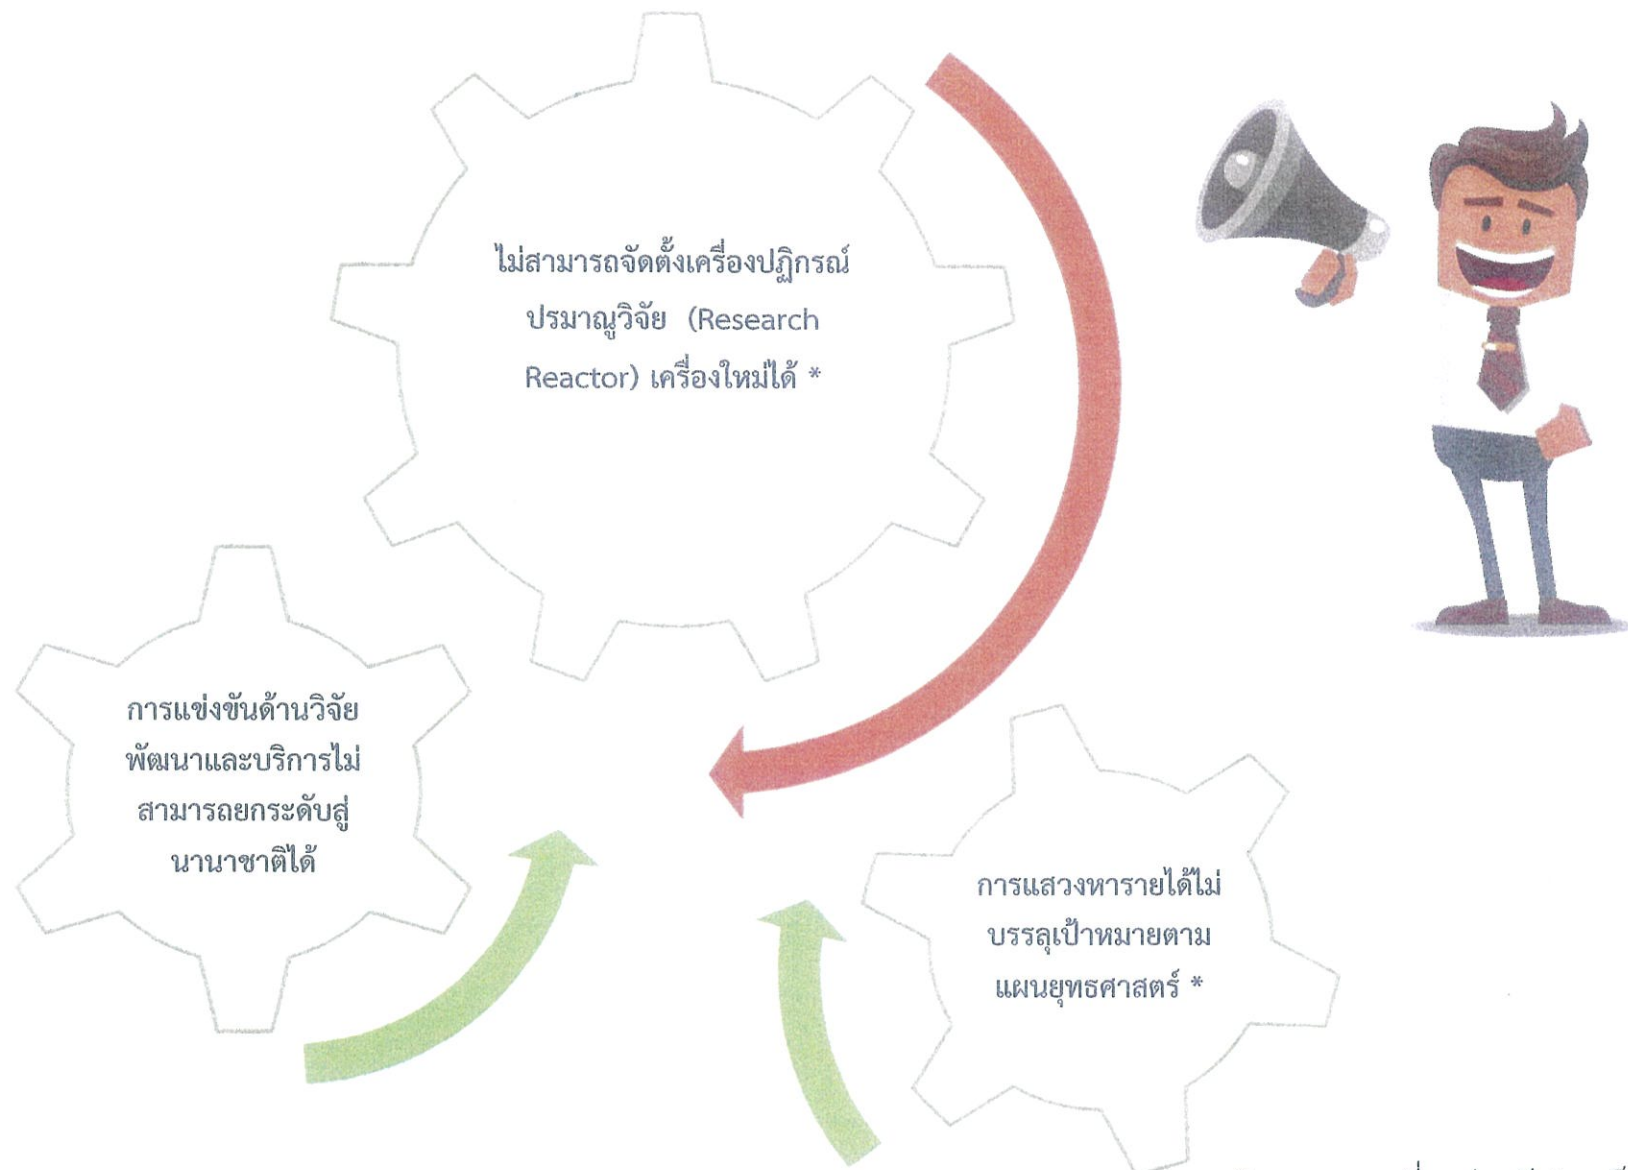 ไม่สามารถจัดตั้งเครื่องปฏิกรณ์
ปรมาณูวิจัย (Research
Reactor) เครื่องใหม่ได้ *
การแข่งขันด้านวิจัย
พัฒนาและบริการไม่
สามารถยกระดับสู่
นานาชาติได้
การแสวงหารายได้ไม่
บรรลุเป้าหมายตาม
แผนยุทธศาสตร์ *